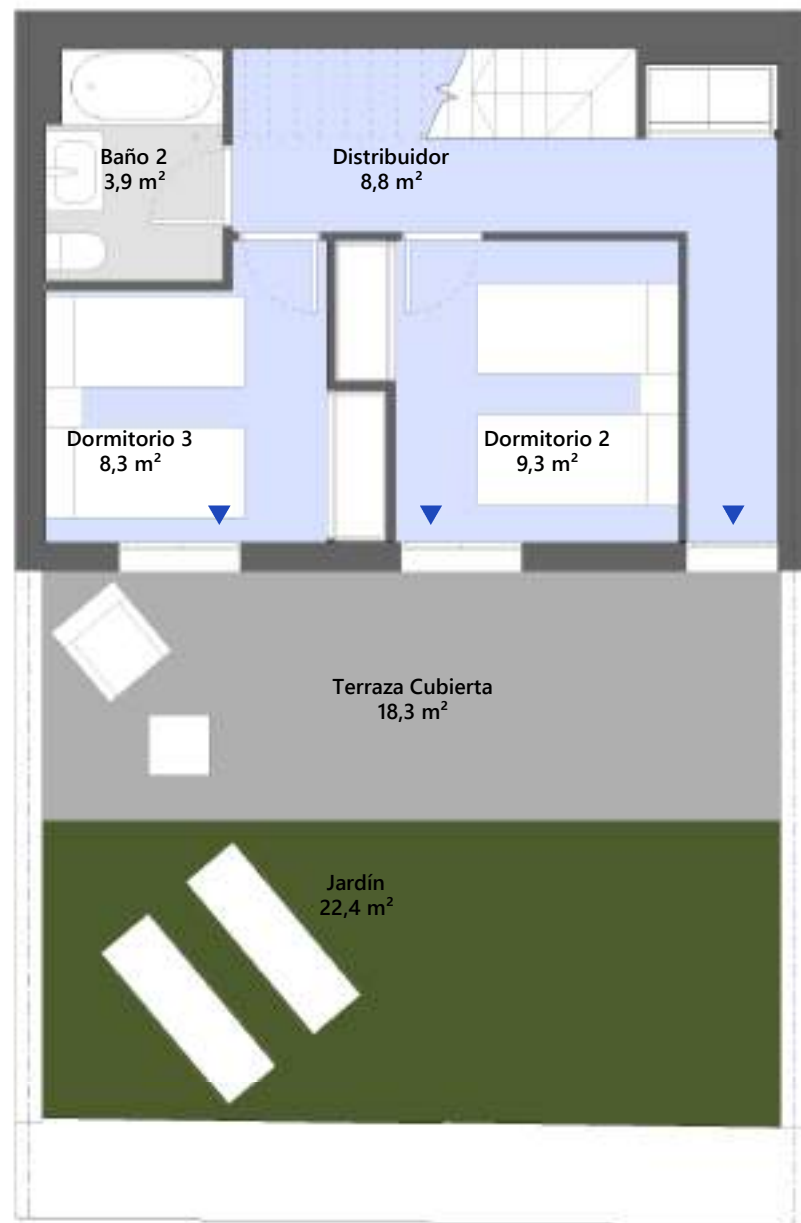 Baño 2
3,9 m²
Distribuidor
8,8 m²
Dormitorio 3
8,3 m²
Dormitorio 2
9,3 m²
Terraza Cubierta
18,3 m²
Jardín
22,4 m²